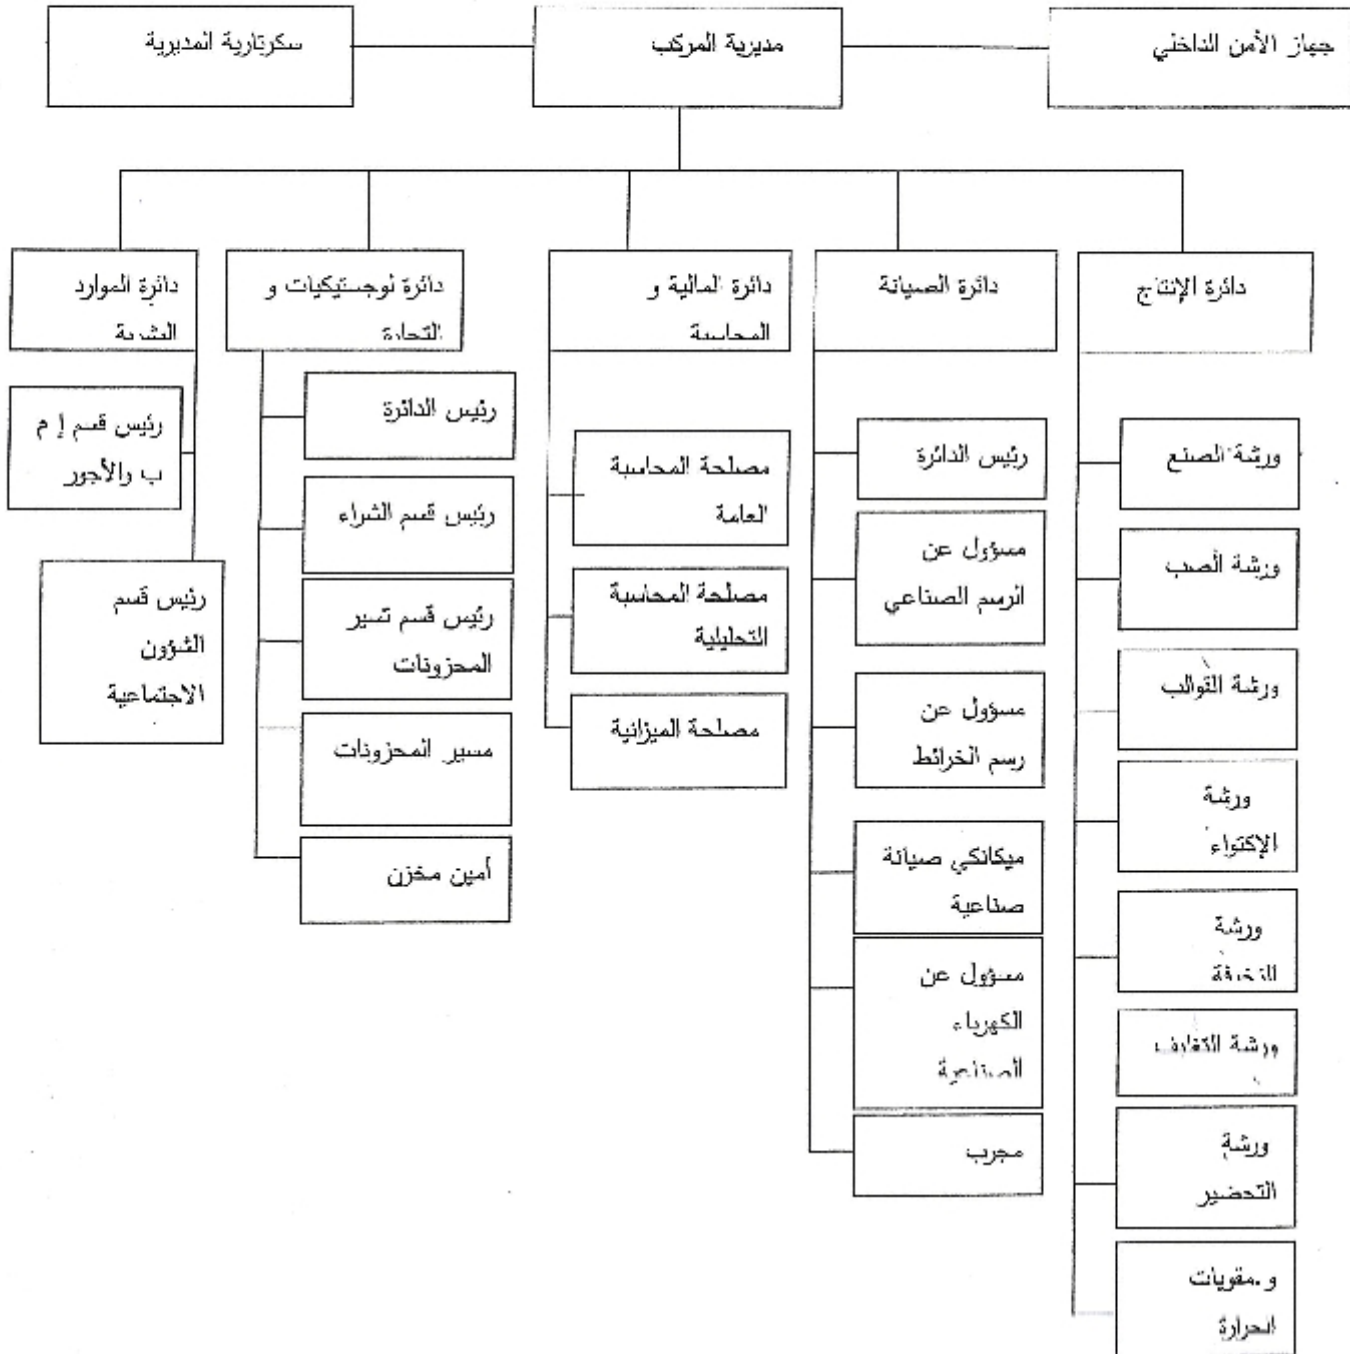 جهاز الأمن الداخلي
مديرية المركب
سكرتارية المديرية
دائرة الإنتاج
ورشة الصنع
ورشة الصب
ورشة القوالب
ورشة
الإكتواء
ورشة
الزخرفة
ورشة التغليف
ورشة
التحضير
و.مقويات
الحرارة
دائرة الصيانة
رئيس الدائرة
مسؤول عن
الرسم الصناعي
مسؤول عن
رسم الخرائط
ميكانكي صيانة
صناعية
مسؤول عن
الكهرباء
الصناعية
مجرب
دائرة المالية و
المحاسبة
مصلحة المحاسبة
العامة
مصلحة المحاسبة
التحليلية
مصلحة الميزانية
دائرة لوجستيكيات و
التجارة
رئيس الدائرة
رئيس قسم الشراء
رئيس قسم تسير
المخزونات
مسير المخزونات
أمين مخزن
دائرة الموارد
البشرية
رئيس قسم إ م
ب والأجور
رئيس قسم
الشؤون
الاجتماعية